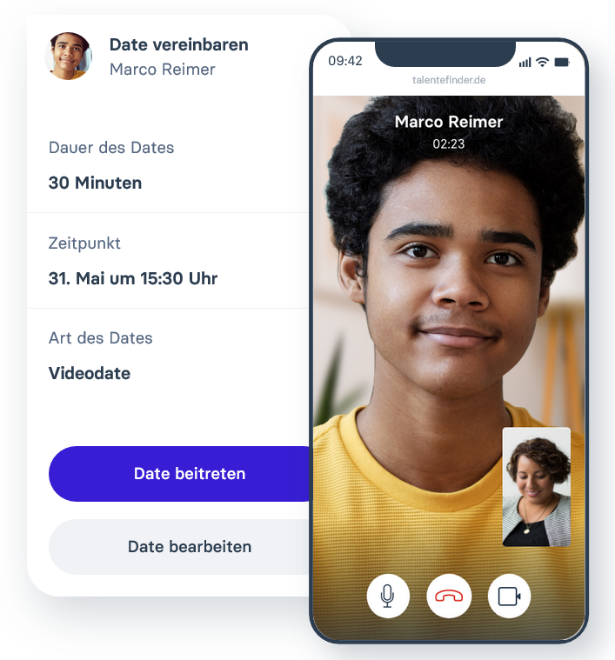 Date vereinbaren
Marco Reimer
Dauer des Dates
30 Minuten
Zeitpunkt
31. Mai um 15:30 Uhr
Art des Dates
Videodate
Date beitreten
Date bearbeiten
09:42
talentefinder.de
Marco Reimer
02:23